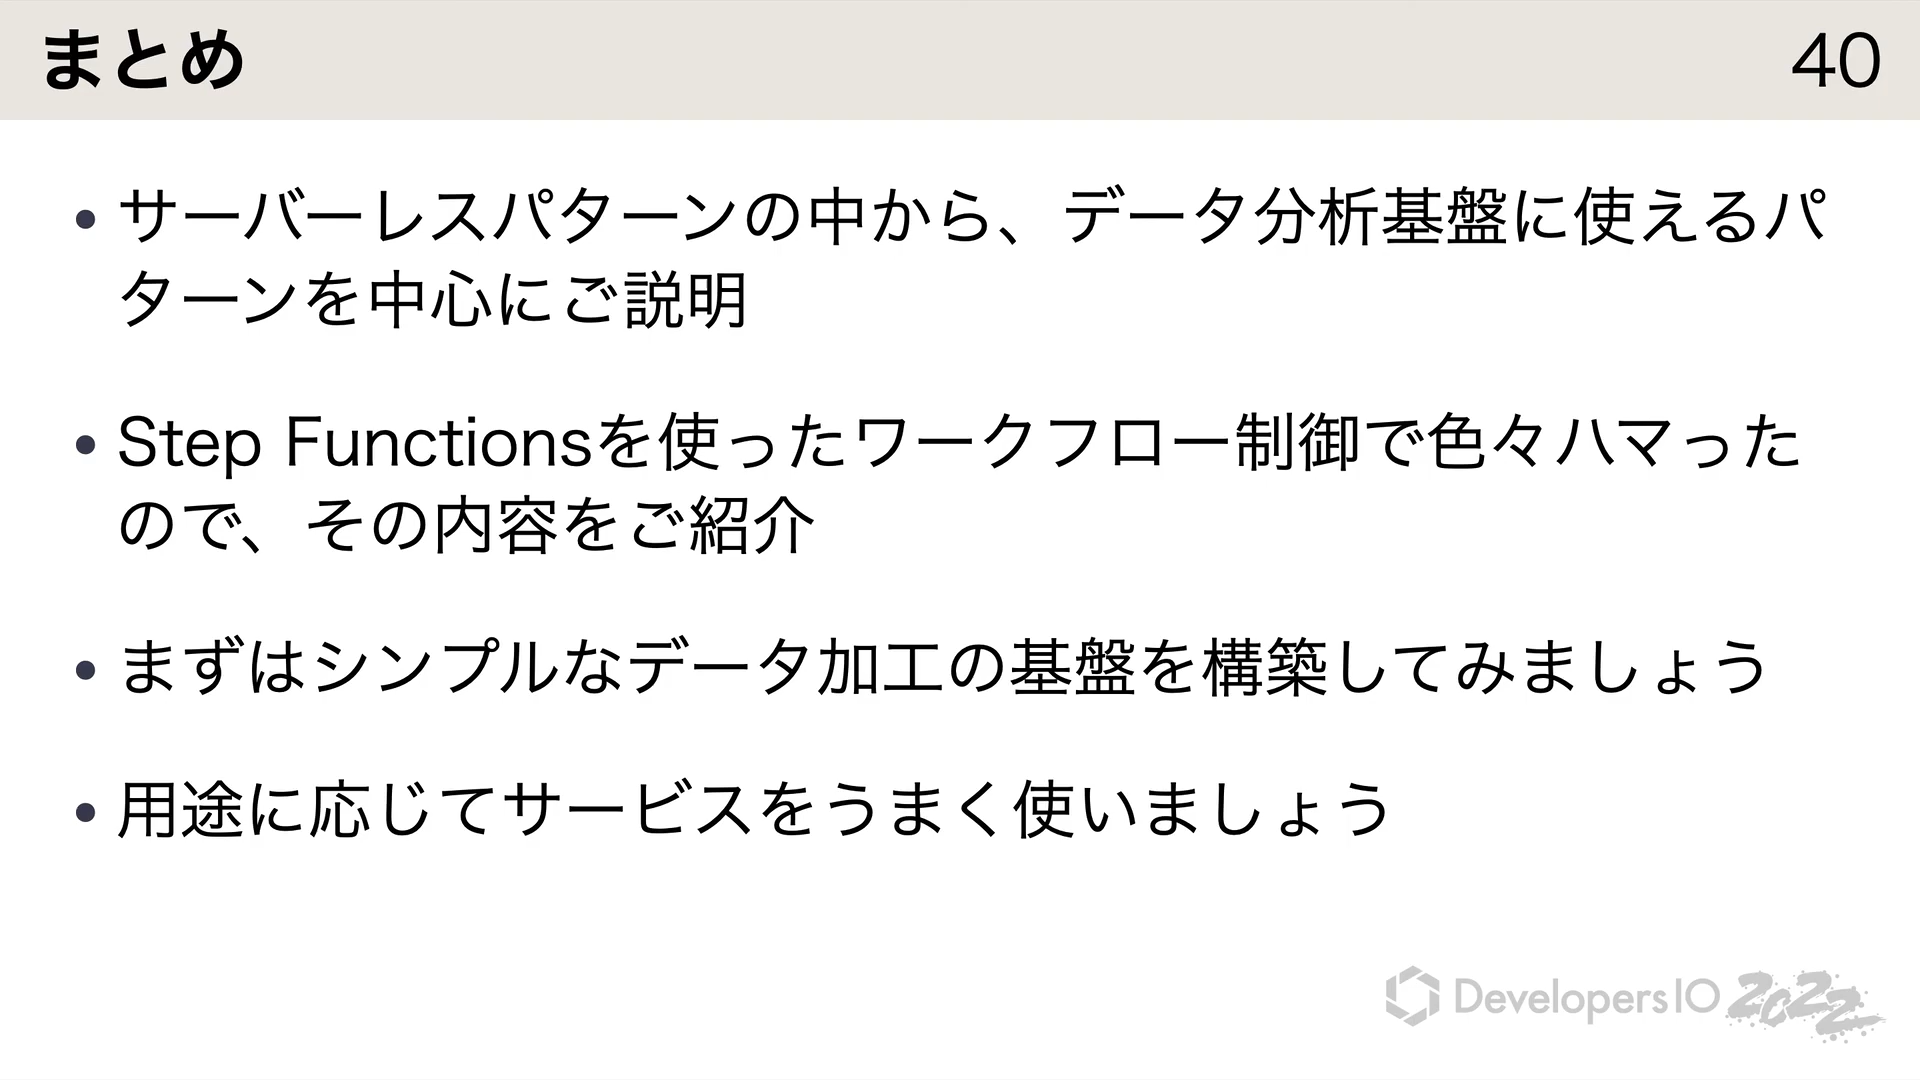 まとめ
40
• サーバーレスパターンの中から、データ分析基盤に使えるパ
ターンを中心にご説明
• Step Functionsを使ったワークフロー制御で色々ハマった
ので、その内容をご紹介
• まずはシンプルなデータ加工の基盤を構築してみましょう
• 用途に応じてサービスをうまく使いましょう
DevelopersIO 2022